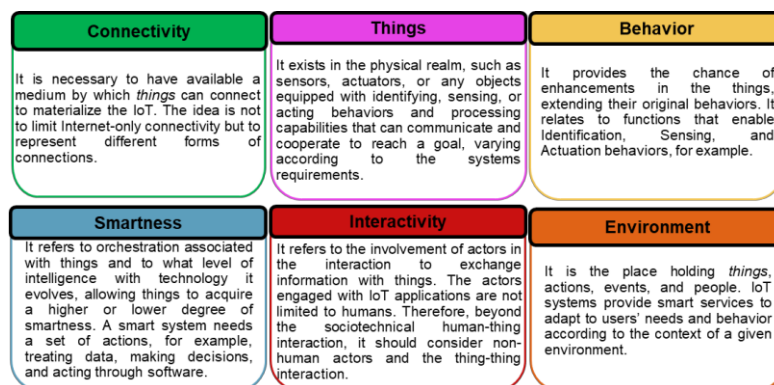 Connectivity
It is necessary to have available a
medium by which things can connect
to materialize the IoT. The idea is not
to limit Internet-only connectivity but to
represent different forms of
connections.
Things
It exists in the physical realm, such as
sensors, actuators, or any objects
equipped with identifying, sensing, or
acting behaviors and processing
capabilities that can communicate and
cooperate to reach a goal, varying
according to the systems
requirements.
Behavior
It provides the chance of
enhancements in the things,
extending their original behaviors. It
relates to functions that enable
Identification, Sensing, and
Actuation behaviors, for example.
Smartness
It refers to orchestration associated
with things and to what level of
intelligence with technology it
evolves, allowing things to acquire
a higher or lower degree of
smartness. A smart system needs
a set of actions, for example,
treating data, making decisions,
and acting through software.
Interactivity
It refers to the involvement of actors in
the interaction to exchange
information with things. The actors
engaged with IoT applications are not
limited to humans. Therefore, beyond
the sociotechnical human-thing
interaction, it should consider non-
human actors and the thing-thing
interaction.
Environment
It is the place holding things,
actions, events, and people. IoT
systems provide smart services to
adapt to users' needs and behavior
according to the context of a given
environment.